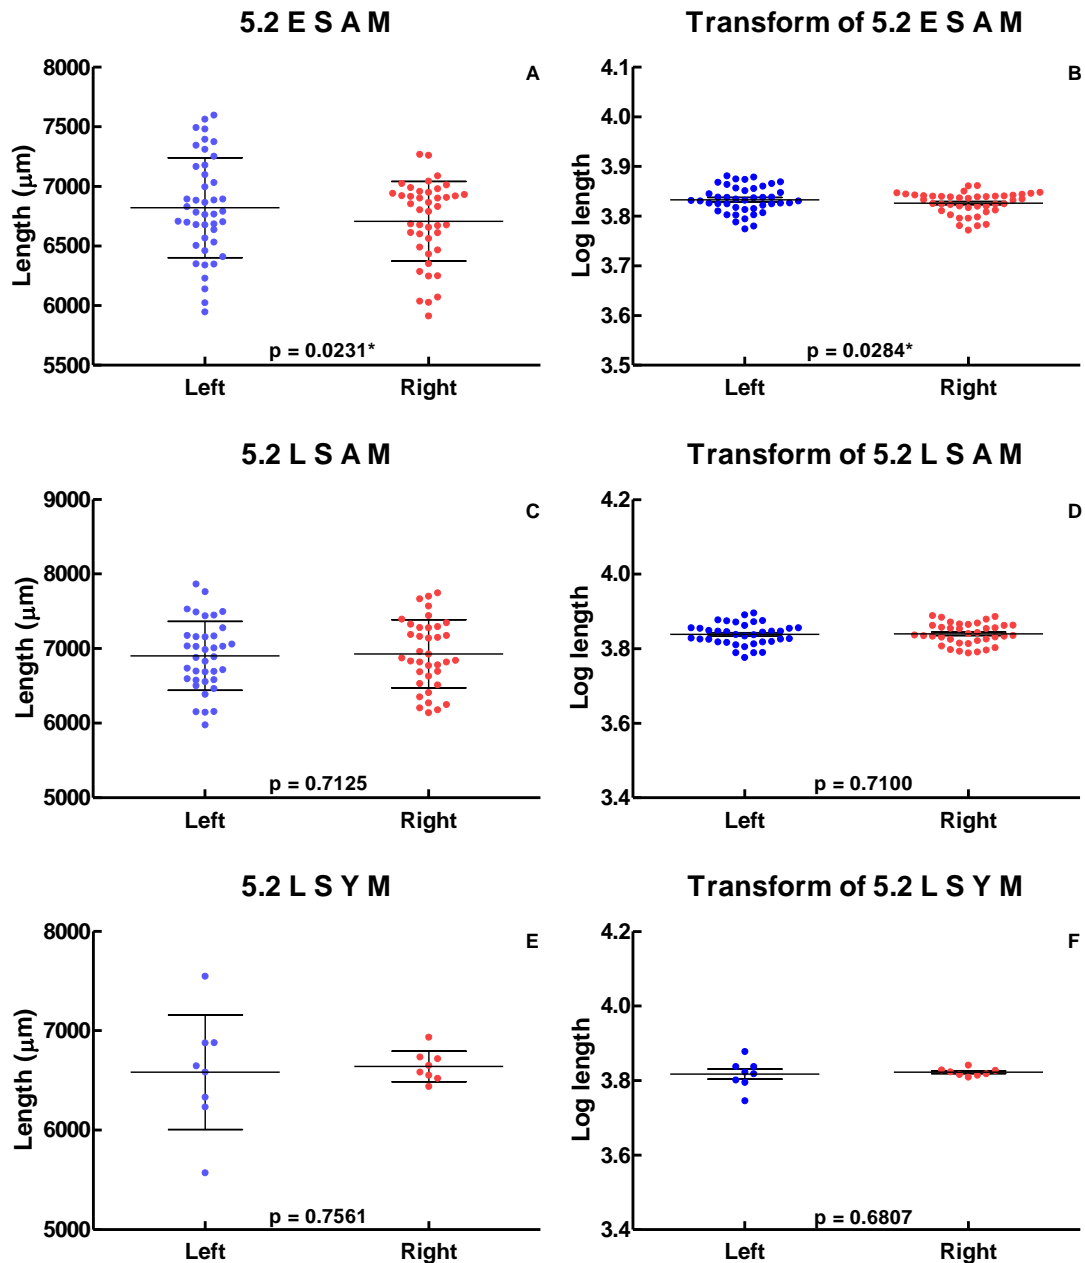 5.2 E S A M
A
Length (μm)
8000
7500
7000
6500
6000
5500
p = 0.0231*
Left
Right
Transform of 5.2 E S A M
B
Log length
4.1
4.0
3.9
3.8
3.7
3.6
3.5
p = 0.0284*
Left
Right
5.2 L S A M
C
Length (μm)
9000
8000
7000
6000
5000
p = 0.7125
Left
Right
Transform of 5.2 L S A M
D
Log length
4.2
4.0
3.8
3.6
3.4
p = 0.7100
Left
Right
5.2 L S Y M
E
Length (μm)
8000
7000
6000
5000
p = 0.7561
Left
Right
Transform of 5.2 L S Y M
F
Log length
4.2
4.0
3.8
3.6
3.4
p = 0.6807
Left
Right